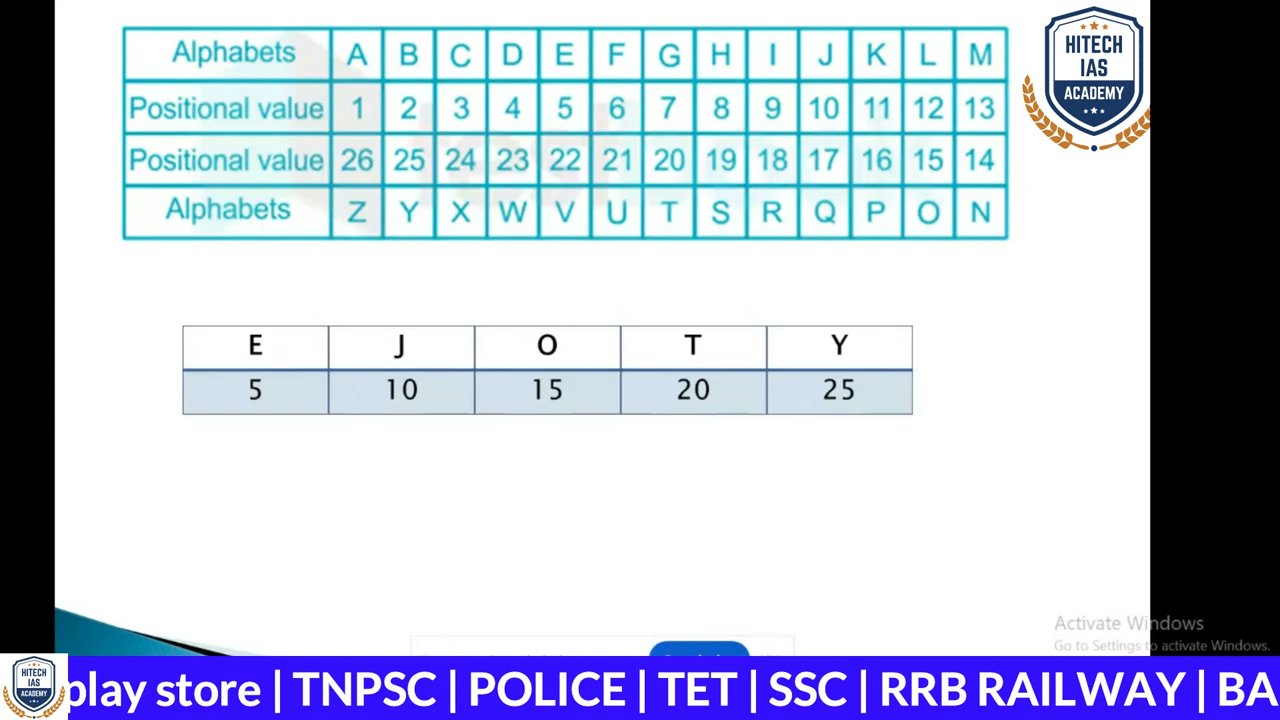 Alphabets A B C D E F G H I J K L M
Positional value 1 2 3 4 5 6 7 8 9 10 11 12 13
Positional value 26 25 24 23 22 21 20 19 18 17 16 15 14
Alphabets Z Y X W V U T S R Q P O N
HITECH
IAS
ACADEMY
E J O T Y
5 10 15 20 25
Activate Windows
Go to Settings to activate Windows.
HITECH
IAS
ACADEMY
play store | TNPSC | POLICE | TET | SSC | RRB RAILWAY | BA